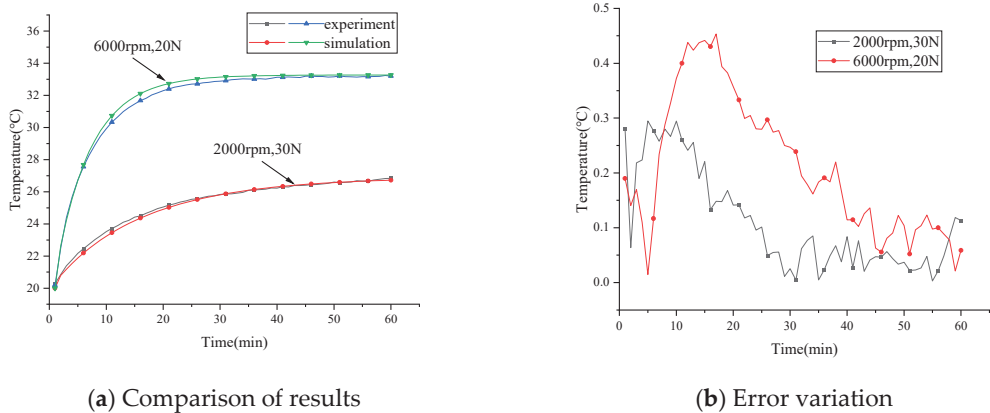 experiment
simulation
6000rpm,20N
2000rpm,30N
Temperature(℃)
36
34
32
30
28
26
24
22
20
0
10
20
30
40
50
60
Time(min)
(a) Comparison of results
2000rpm,30N
6000rpm,20N
Temperature(℃)
0.5
0.4
0.3
0.2
0.1
0.0
0
10
20
30
40
50
60
Time(min)
(b) Error variation